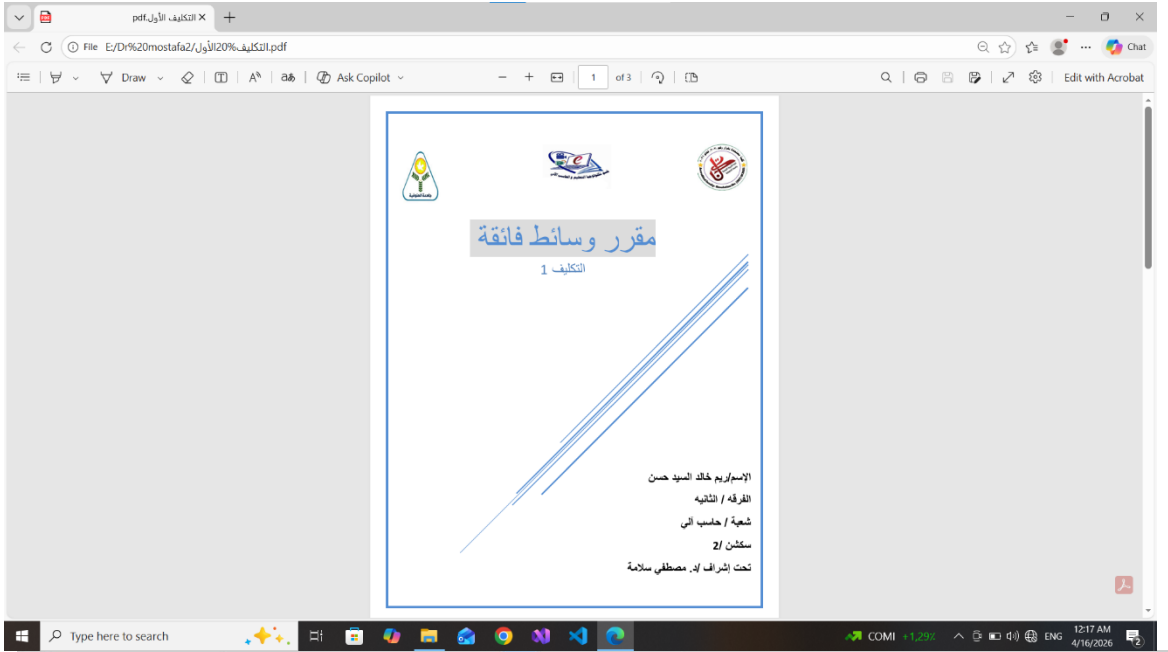 التكليف الأول.pdf
File E:/Dr%20mostafa2/التكليف%20الأول.pdf
Chat
Draw
Ask Copilot
1 of 3
Edit with Acrobat
مقرر وسائط فائقة
التكليف 1
الإسم/ريم خالد السيد حسن
الفرقه / الثانيه
شعبة / حاسب آلي
سكشن /2
تحت إشراف /د. مصطفي سلامة
Type here to search
COMI +1,29%
ENG
12:17 AM
4/16/2026